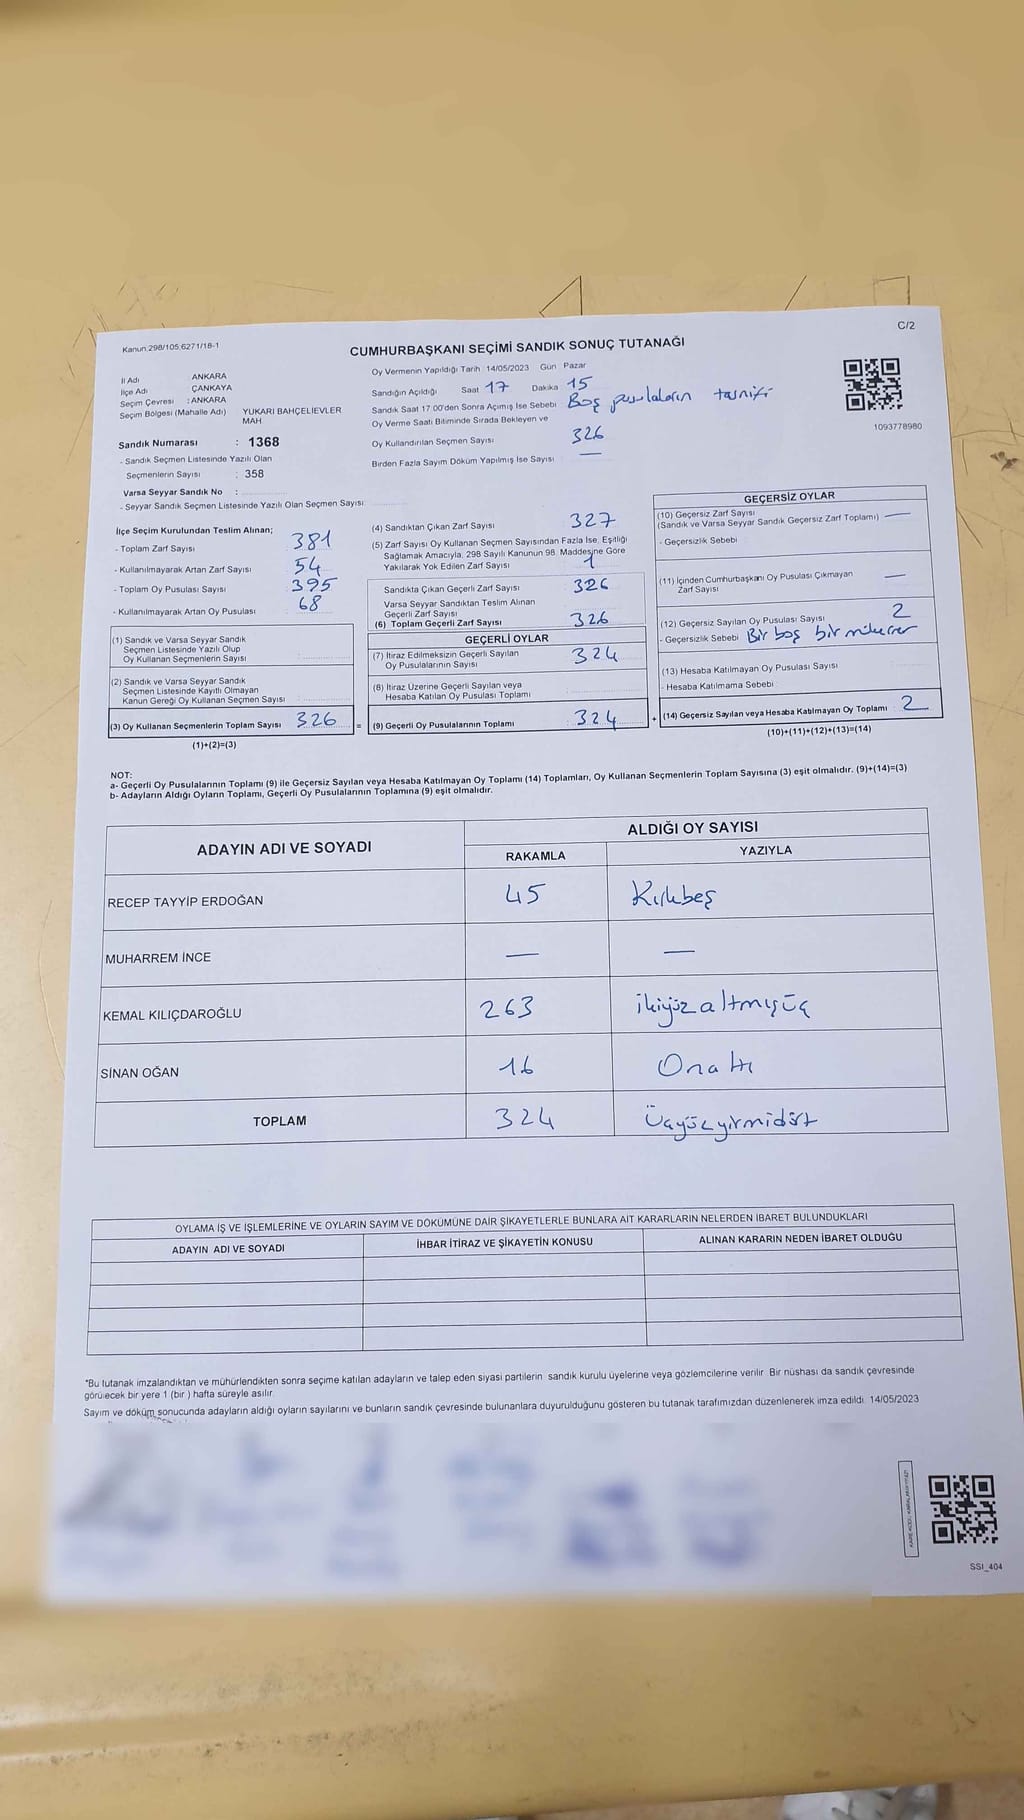 Kanun:298/105;6271/18-1
C/2
CUMHURBAŞKANI SEÇİMİ SANDIK SONUÇ TUTANAĞI
İl Adı ANKARA
İlçe Adı ÇANKAYA
Seçim Çevresi : ANKARA
Seçim Bölgesi (Mahalle Adı) YUKARI BAHÇELİEVLER MAH
Sandık Numarası : 1368
- Sandık Seçmen Listesinde Yazılı Olan
Seçmenlerin Sayısı : 358
Varsa Seyyar Sandık No :
- Seyyar Sandık Seçmen Listesinde Yazılı Olan Seçmen Sayısı:
Oy Vermenin Yapıldığı Tarih : 14/05/2023 Gün Pazar
Sandığın Açıldığı Saat 17 Dakika 15
Sandık Saat 17.00'den Sonra Açımış İse Sebebi Boş pusulaların tasnifi
Oy Verme Saati Bitiminde Sırada Bekleyen ve
Oy Kullandırılan Seçmen Sayısı 326
Birden Fazla Sayım Döküm Yapılmış İse Sayısı —
1093778980
İlçe Seçim Kurulundan Teslim Alınan;
- Toplam Zarf Sayısı 381
- Kullanılmayarak Artan Zarf Sayısı 54
- Toplam Oy Pusulası Sayısı 395
- Kullanılmayarak Artan Oy Pusulası 68
(1) Sandık ve Varsa Seyyar Sandık
Seçmen Listesinde Yazılı Olup
Oy Kullanan Seçmenlerin Sayısı
(2) Sandık ve Varsa Seyyar Sandık
Seçmen Listesinde Kayıtlı Olmayan
Kanun Gereği Oy Kullanan Seçmen Sayısı
(3) Oy Kullanan Seçmenlerin Toplam Sayısı 326 =
(1)+(2)=(3)
(4) Sandıktan Çıkan Zarf Sayısı 327
(5) Zarf Sayısı Oy Kullanan Seçmen Sayısından Fazla İse, Eşitliği
Sağlamak Amacıyla, 298 Sayılı Kanunun 98. Maddesine Göre
Yakılarak Yok Edilen Zarf Sayısı 1
Sandıkta Çıkan Geçerli Zarf Sayısı 326
Varsa Seyyar Sandıktan Teslim Alınan
Geçerli Zarf Sayısı
(6) Toplam Geçerli Zarf Sayısı 326
GEÇERLİ OYLAR
(7) İtiraz Edilmeksizin Geçerli Sayılan
Oy Pusulalarının Sayısı 324
(8) İtiraz Üzerine Geçerli Sayılan veya
Hesaba Katılan Oy Pusulası Toplamı
(9) Geçerli Oy Pusulalarının Toplamı 324 +
GEÇERSİZ OYLAR
(10) Geçersiz Zarf Sayısı —
(Sandık ve Varsa Seyyar Sandık Geçersiz Zarf Toplamı)
- Geçersizlik Sebebi
(11) İçinden Cumhurbaşkanı Oy Pusulası Çıkmayan
Zarf Sayısı —
(12) Geçersiz Sayılan Oy Pusulası Sayısı 2
- Geçersizlik Sebebi Bir boş bir mükerrer
(13) Hesaba Katılmayan Oy Pusulası Sayısı
- Hesaba Katılmama Sebebi
(14) Geçersiz Sayılan veya Hesaba Katılmayan Oy Toplamı 2
(10)+(11)+(12)+(13)=(14)
NOT:
a- Geçerli Oy Pusulalarının Toplamı (9) ile Geçersiz Sayılan veya Hesaba Katılmayan Oy Toplamı (14) Toplamları, Oy Kullanan Seçmenlerin Toplam Sayısına (3) eşit olmalıdır. (9)+(14)=(3)
b- Adayların Aldığı Oyların Toplamı, Geçerli Oy Pusulalarının Toplamına (9) eşit olmalıdır.
ADAYIN ADI VE SOYADI ALDIĞI OY SAYISI
RAKAMLA YAZIYLA
RECEP TAYYİP ERDOĞAN 45 Kırkbeş
MUHARREM İNCE — —
KEMAL KILIÇDAROĞLU 263 ikiyüzaltmışüç
SİNAN OĞAN 16 Onaltı
TOPLAM 324 Üçyüzyirmidört
OYLAMA İŞ VE İŞLEMLERİNE VE OYLARIN SAYIM VE DÖKÜMÜNE DAİR ŞİKAYETLERLE BUNLARA AİT KARARLARIN NELERDEN İBARET BULUNDUKLARI
ADAYIN ADI VE SOYADI İHBAR İTİRAZ VE ŞİKAYETİN KONUSU ALINAN KARARIN NEDEN İBARET OLDUĞU
*Bu tutanak imzalandıktan ve mühürlendikten sonra seçime katılan adayların ve talep eden siyasi partilerin sandık kurulu üyelerine veya gözlemcilerine verilir. Bir nüshası da sandık çevresinde
görülecek bir yere 1 (bir ) hafta süreyle asılır.
Sayım ve döküm sonucunda adayların aldığı oyların sayılarını ve bunların sandık çevresinde bulunanlara duyurulduğunu gösteren bu tutanak tarafımızdan düzenlenerek imza edildi. 14/05/2023
SSI_404